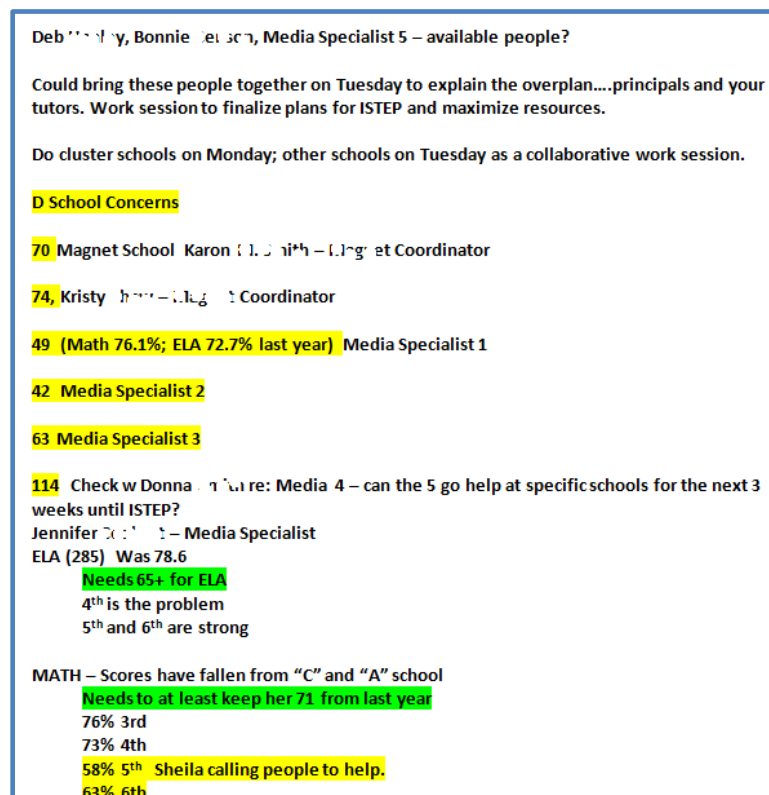 Deb Bonnie Media Specialist 5 – available people?
Could bring these people together on Tuesday to explain the overplan....principals and your
tutors. Work session to finalize plans for ISTEP and maximize resources.
Do cluster schools on Monday; other schools on Tuesday as a collaborative work session.
D School Concerns
70 Magnet School Karon – Coordinator
74, Kristy – Coordinator
49 (Math 76.1%; ELA 72.7% last year) Media Specialist 1
42 Media Specialist 2
63 Media Specialist 3
114 Check w Donna re: Media 4 – can the 5 go help at specific schools for the next 3
weeks until ISTEP?
Jennifer – Media Specialist
ELA (285) Was 78.6
Needs 65+ for ELA
4th is the problem
5th and 6th are strong
MATH – Scores have fallen from “C” and “A” school
Needs to at least keep her 71 from last year
76% 3rd
73% 4th
58% 5th Sheila calling people to help.
63% 6th